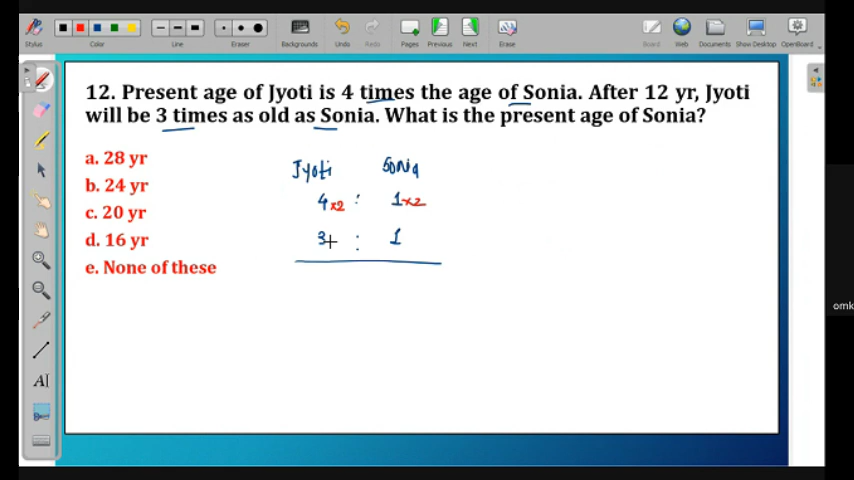 Stylus Color Line Eraser Backgrounds Undo Redo Pages Previous Next Erase Board Web Documents Show Desktop OpenBoard
12. Present age of Jyoti is 4 times the age of Sonia. After 12 yr, Jyoti
will be 3 times as old as Sonia. What is the present age of Sonia?
a. 28 yr
b. 24 yr
c. 20 yr
d. 16 yr
e. None of these
Jyoti Sonia
4×2 : 1×2
3 : 1
AI
omk